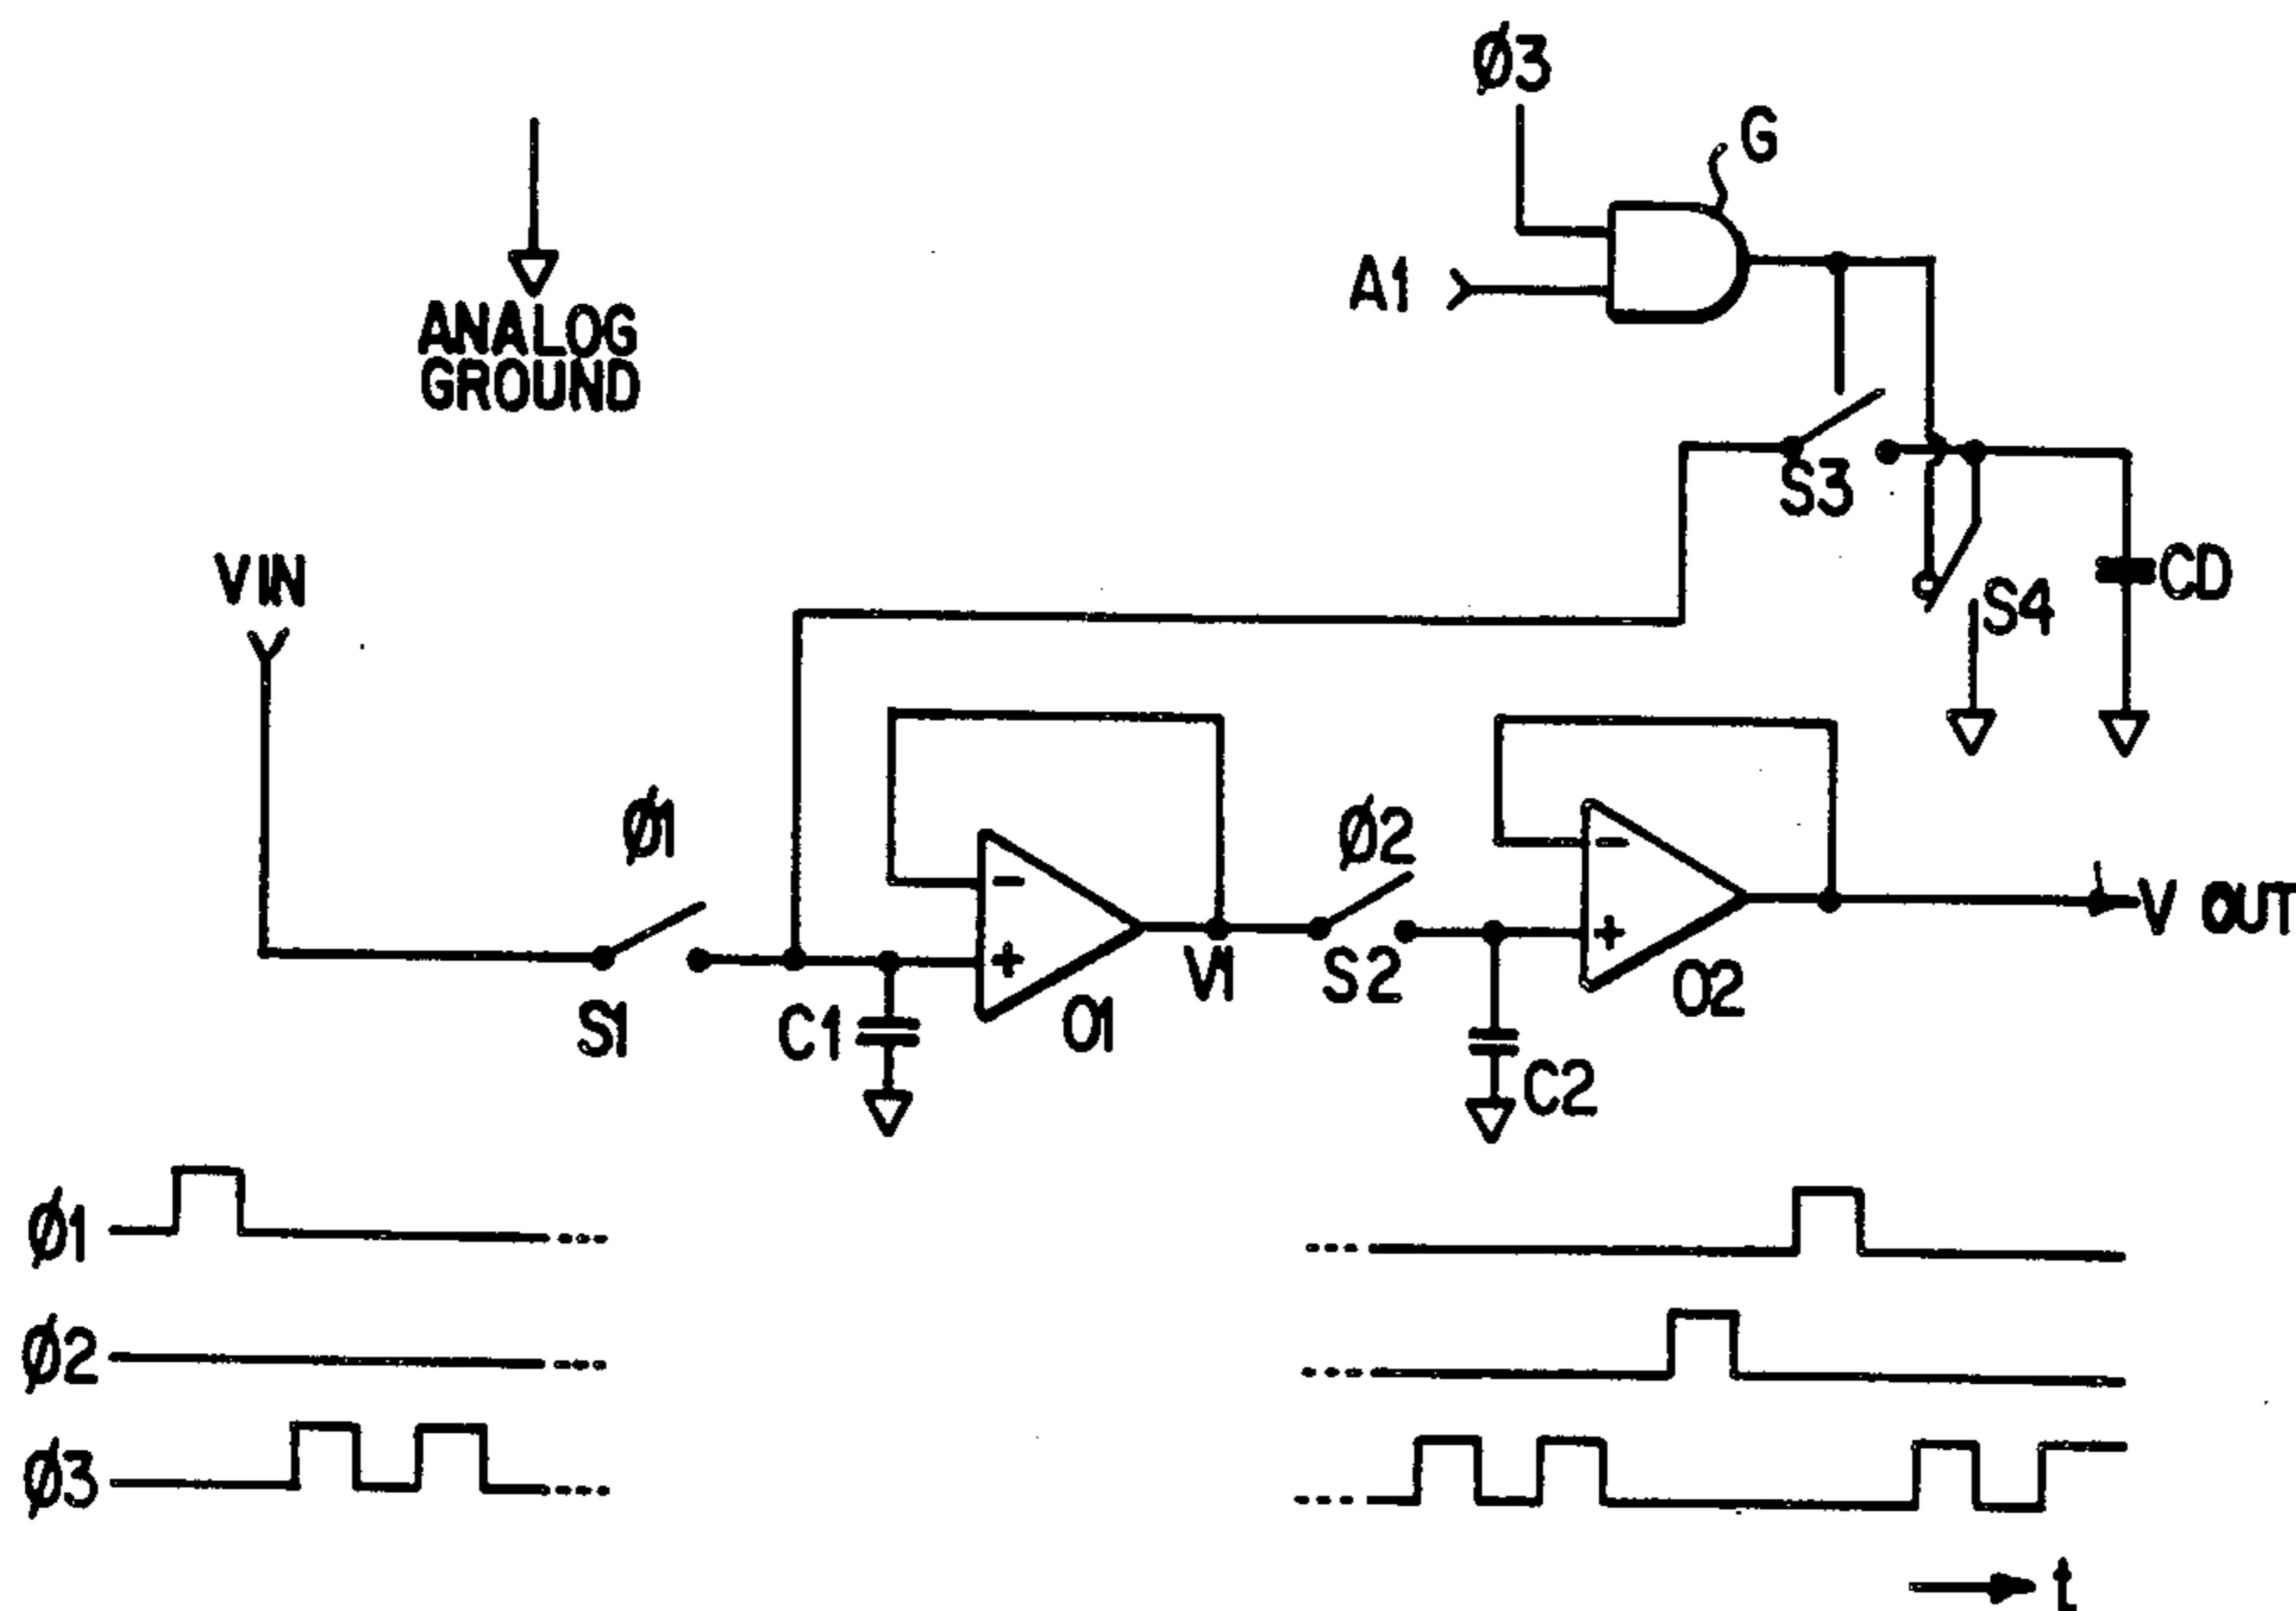 Ø3
G
A1
ANALOG
GROUND
S3
VIN
S4
CD
Ø1
Ø2
-
-
V OUT
+
+
S1
C1
O1
V1
S2
O2
C2
Ø1
Ø2
Ø3
t